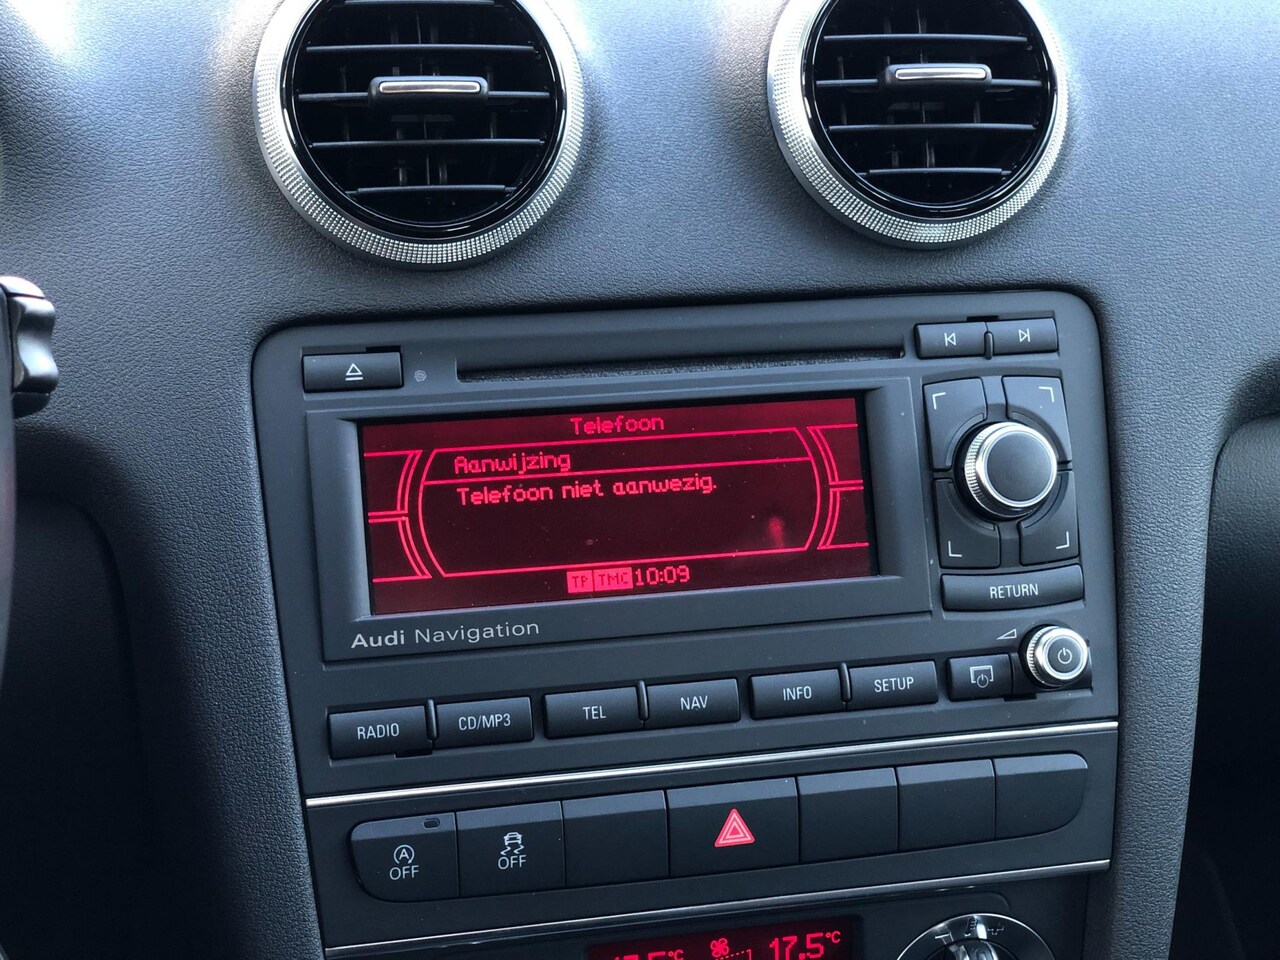 Telefoon
Aanwijzing
Telefoon niet aanwezig.
TP TMC 10:09
Audi Navigation
RETURN
RADIO CD/MP3 TEL NAV INFO SETUP
A OFF
OFF
17.5°C